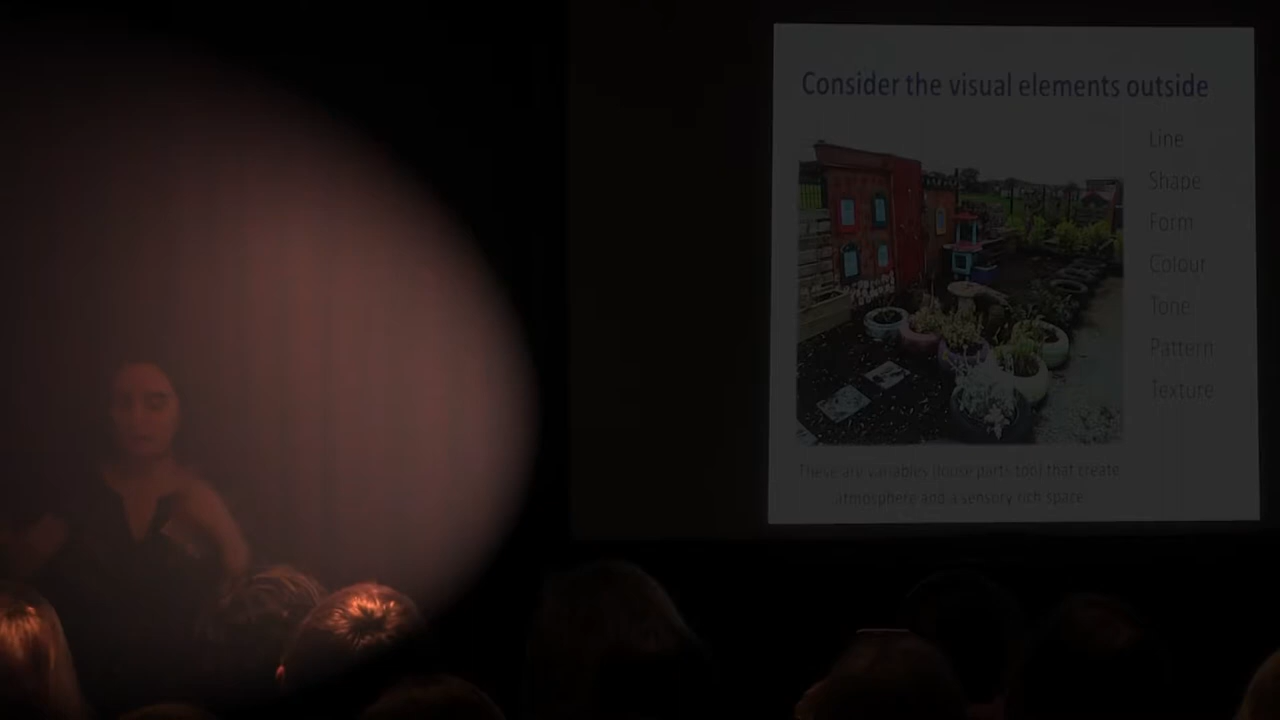 Consider the visual elements outside
Line
Shape
Form
Colour
Tone
Pattern
Texture
These are variables (loose parts too) that create
atmosphere and a sensory rich space